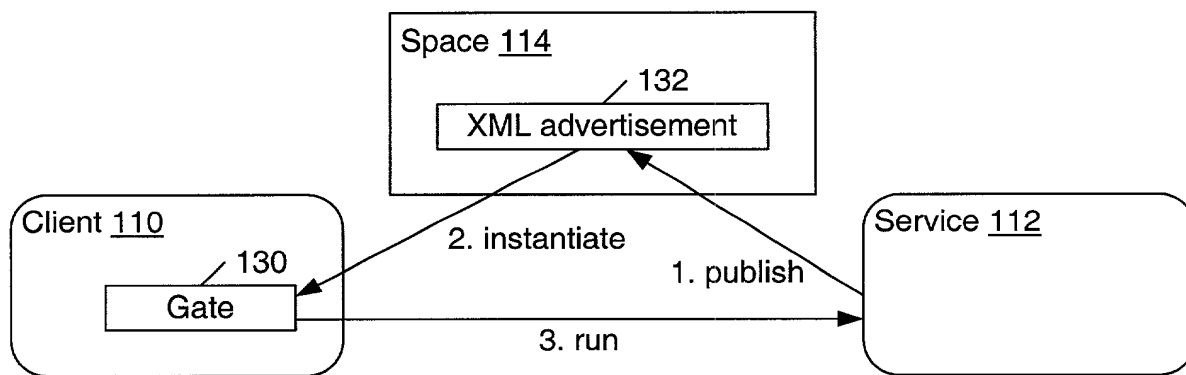 Space 114
132
XML advertisement
Client 110
2. instantiate
Service 112
130
1. publish
Gate
3. run